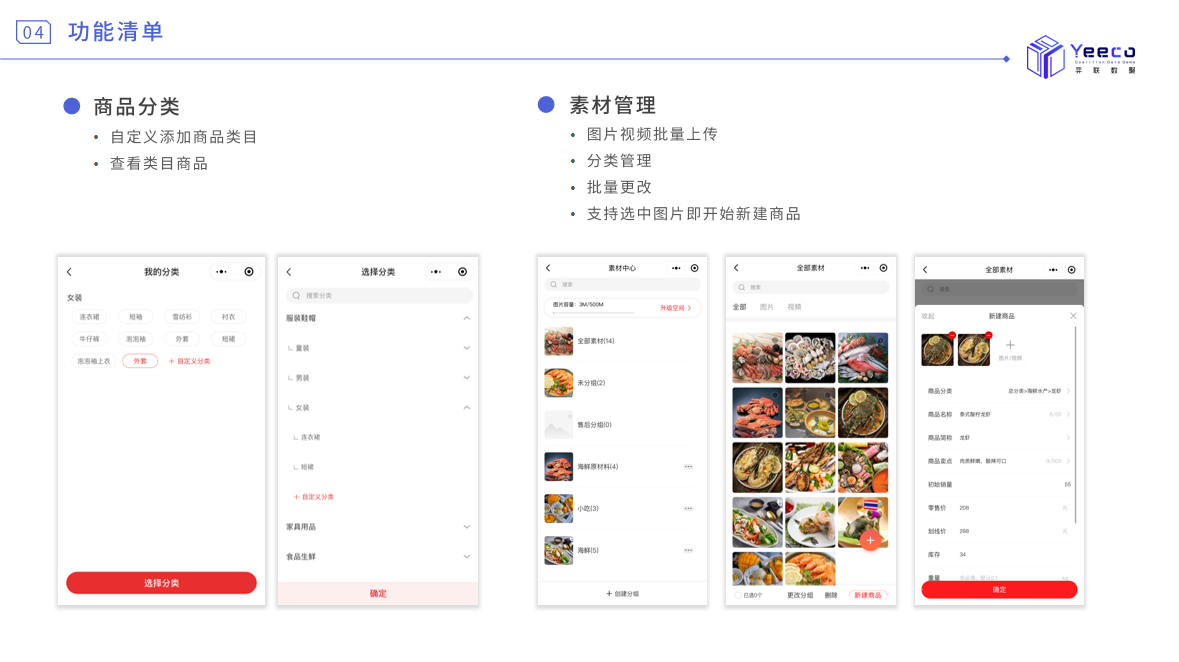 04 功能清单
Yeeco
Coalition Data Game
弈联数聚
商品分类
• 自定义添加商品类目
• 查看类目商品
素材管理
• 图片视频批量上传
• 分类管理
• 批量更改
• 支持选中图片即开始新建商品
我的分类
女装
连衣裙 短袖 雪纺衫 衬衣
牛仔裤 泡泡袖 外套 短裙
泡泡袖上衣 外套 + 自定义分类
选择分类
选择分类
搜索分类
服装鞋帽
童装
男装
女装
连衣裙
短裙
+ 自定义分类
家具用品
食品生鲜
确定
素材中心
搜索
图片容量: 3M/500M 升级空间
全部素材(14)
未分组(2)
售后分组(0)
海鲜原材料(4)
小吃(3)
海鲜(5)
+ 创建分组
全部素材
搜索
全部 图片 视频
已选0个 更改分组 删除 新建商品
全部素材
搜索
收起 新建商品
图片/视频
商品分类 总分类>海鲜水产>龙虾
商品名称 泰式酸柠龙虾 6/60
商品简称 龙虾
商品卖点 肉质鲜嫩，酸辣可口 9/500
初始销量 55
零售价 208 元
划线价 268 元
库存 34
重量
确定